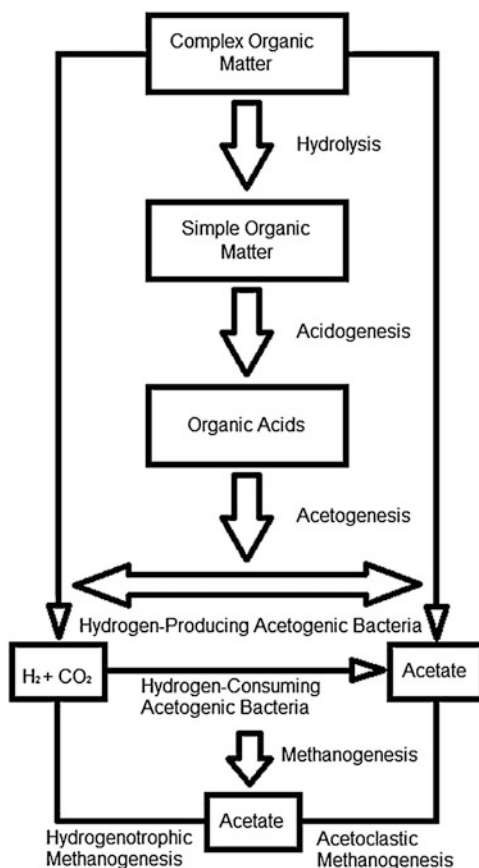 Complex Organic
Matter
Hydrolysis
Simple Organic
Matter
Acidogenesis
Organic Acids
Acetogenesis
Hydrogen-Producing Acetogenic Bacteria
H₂ + CO₂
Acetate
Hydrogen-Consuming
Acetogenic Bacteria
Methanogenesis
Acetate
Hydrogenotrophic
Methanogenesis
Acetoclastic
Methanogenesis